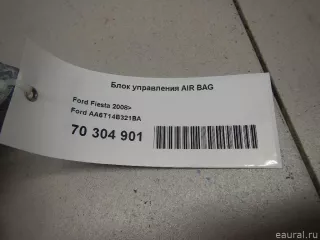 Блок управления AIR BAG
Ford Fiesta 2008>
Ford AA6T14B321BA
70 304 901
eaural.ru